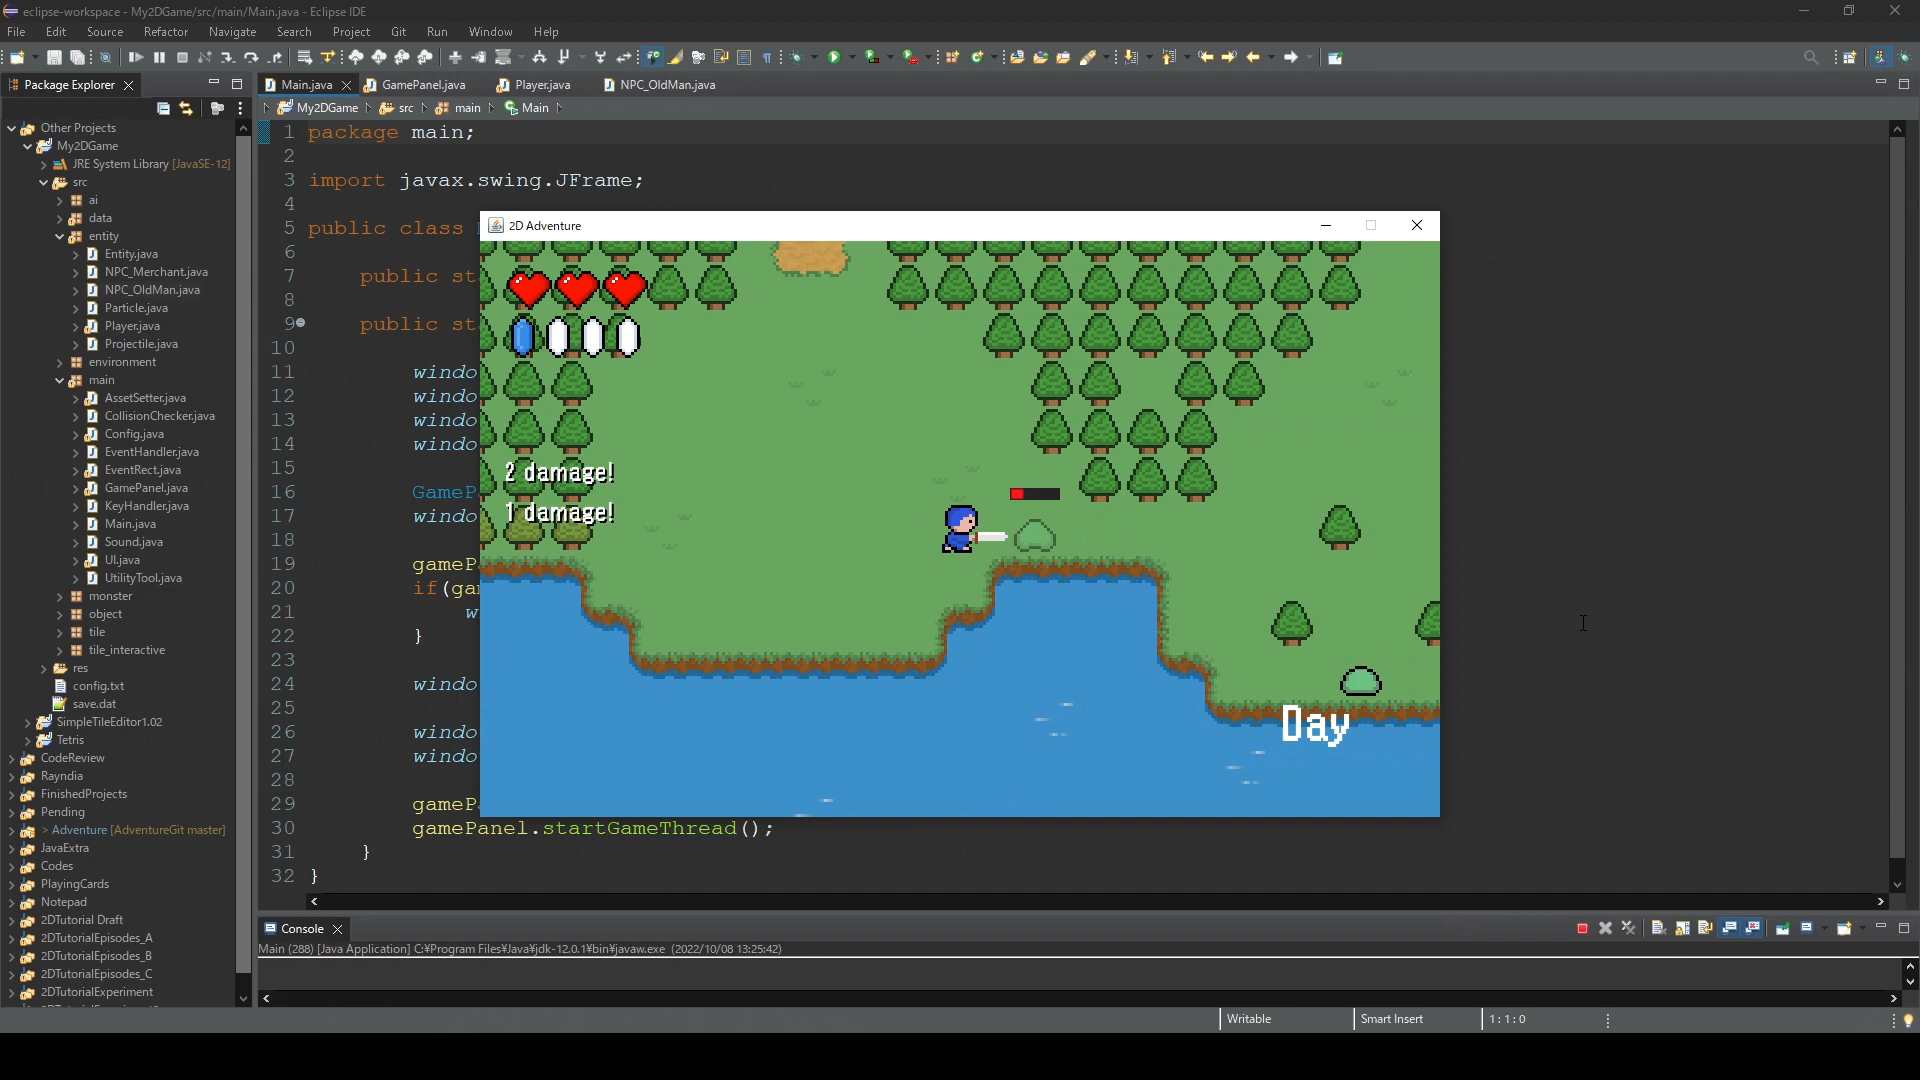 eclipse-workspace - My2DGame/src/main/Main.java - Eclipse IDE
File Edit Source Refactor Navigate Search Project Git Run Window Help
Package Explorer
Main.java GamePanel.java Player.java NPC_OldMan.java
My2DGame src main Main
Other Projects
My2DGame
JRE System Library [JavaSE-12]
src
ai
data
entity
Entity.java
NPC_Merchant.java
NPC_OldMan.java
Particle.java
Player.java
Projectile.java
environment
main
AssetSetter.java
CollisionChecker.java
Config.java
EventHandler.java
EventRect.java
GamePanel.java
KeyHandler.java
Main.java
Sound.java
UI.java
UtilityTool.java
monster
object
tile
tile_interactive
res
config.txt
save.dat
SimpleTileEditor1.02
Tetris
CodeReview
Rayndia
FinishedProjects
Pending
> Adventure [AdventureGit master]
JavaExtra
Codes
PlayingCards
Notepad
2DTutorial Draft
2DTutorialEpisodes_A
2DTutorialEpisodes_B
2DTutorialEpisodes_C
2DTutorialExperiment
1 package main;
2
3 import javax.swing.JFrame;
4
5 public class
6
7 public st
8
9 public st
10
11 windo
12 windo
13 windo
14 windo
15
16 GameP
17 windo
18
19 gameP
20 if(gam
21 w
22 }
23
24 windo
25
26 windo
27 windo
28
29 gameP
30 gamePanel.startGameThread();
31 }
32 }
2D Adventure
2 damage!
1 damage!
Day
Console
Main (288) [Java Application] C:¥Program Files¥Java¥jdk-12.0.1¥bin¥javaw.exe (2022/10/08 13:25:42)
Writable Smart Insert 1 : 1 : 0